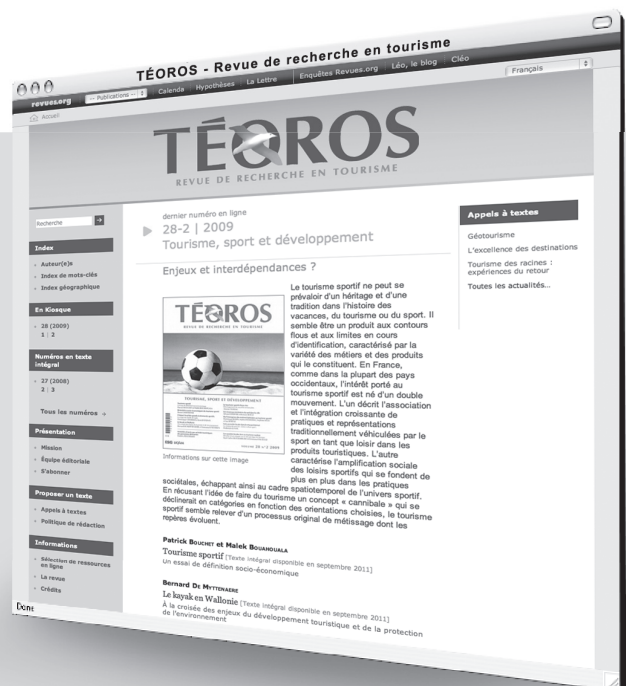 TÉOROS - Revue de recherche en tourisme
revues.org
-- Publications --
Calenda
Hypothèses
La Lettre
Enquêtes Revues.org
Léo, le blog
Cléo
Français
Accueil
TÉOROS
REVUE DE RECHERCHE EN TOURISME
Recherche
Index
Auteur(e)s
Index de mots-clés
Index géographique
En Kiosque
28 (2009)
1 | 2
Numéros en texte
intégral
27 (2008)
2 | 3
Tous les numéros →
Présentation
Mission
Équipe éditoriale
S'abonner
Proposer un texte
Appels à textes
Politique de rédaction
Informations
Sélection de ressources
en ligne
La revue
Crédits
dernier numéro en ligne
28-2 | 2009
Tourisme, sport et développement
Enjeux et interdépendances ?
TÉOROS
REVUE DE RECHERCHE EN TOURISME
TOURISME, SPORT ET DÉVELOPPEMENT
Informations sur cette image
Le tourisme sportif ne peut se
prévaloir d'un héritage et d'une
tradition dans l'histoire des
vacances, du tourisme ou du sport. Il
semble être un produit aux contours
flous et aux limites en cours
d'identification, caractérisé par la
variété des métiers et des produits
qui le constituent. En France,
comme dans la plupart des pays
occidentaux, l'intérêt porté au
tourisme sportif est né d'un double
mouvement. L'un décrit l'association
et l'intégration croissante de
pratiques et représentations
traditionnellement véhiculées par le
sport en tant que loisir dans les
produits touristiques. L'autre
caractérise l'amplification sociale
des loisirs sportifs qui se fondent de
plus en plus dans les pratiques
sociétales, échappant ainsi au cadre spatiotemporel de l'univers sportif.
En récusant l'idée de faire du tourisme un concept « cannibale » qui se
déclinerait en catégories en fonction des orientations choisies, le tourisme
sportif semble relever d'un processus original de métissage dont les
repères évoluent.
Patrick Bouchet et Malek Bouhaouala
Tourisme sportif [Texte intégral disponible en septembre 2011]
Un essai de définition socio-économique
Bernard De Myttenaere
Le kayak en Wallonie [Texte intégral disponible en septembre 2011]
À la croisée des enjeux du développement touristique et de la protection
de l'environnement
Appels à textes
Géotourisme
L'excellence des destinations
Tourisme des racines :
expériences du retour
Toutes les actualités...
Done